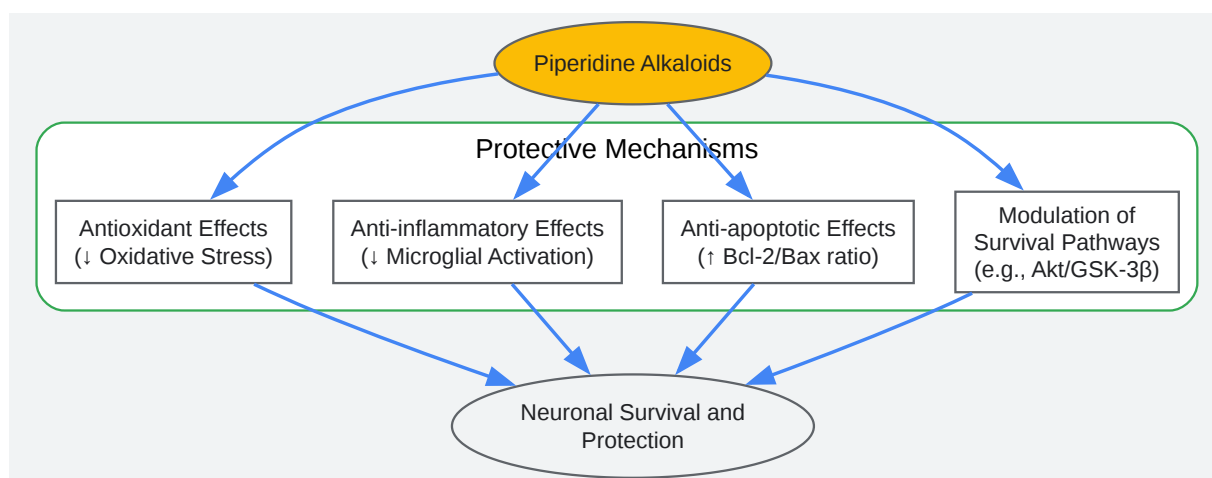 Piperidine Alkaloids
Protective Mechanisms
Antioxidant Effects
(↓ Oxidative Stress)
Anti-inflammatory Effects
(↓ Microglial Activation)
Anti-apoptotic Effects
(↑ Bcl-2/Bax ratio)
Modulation of
Survival Pathways
(e.g., Akt/GSK-3β)
Neuronal Survival and
Protection